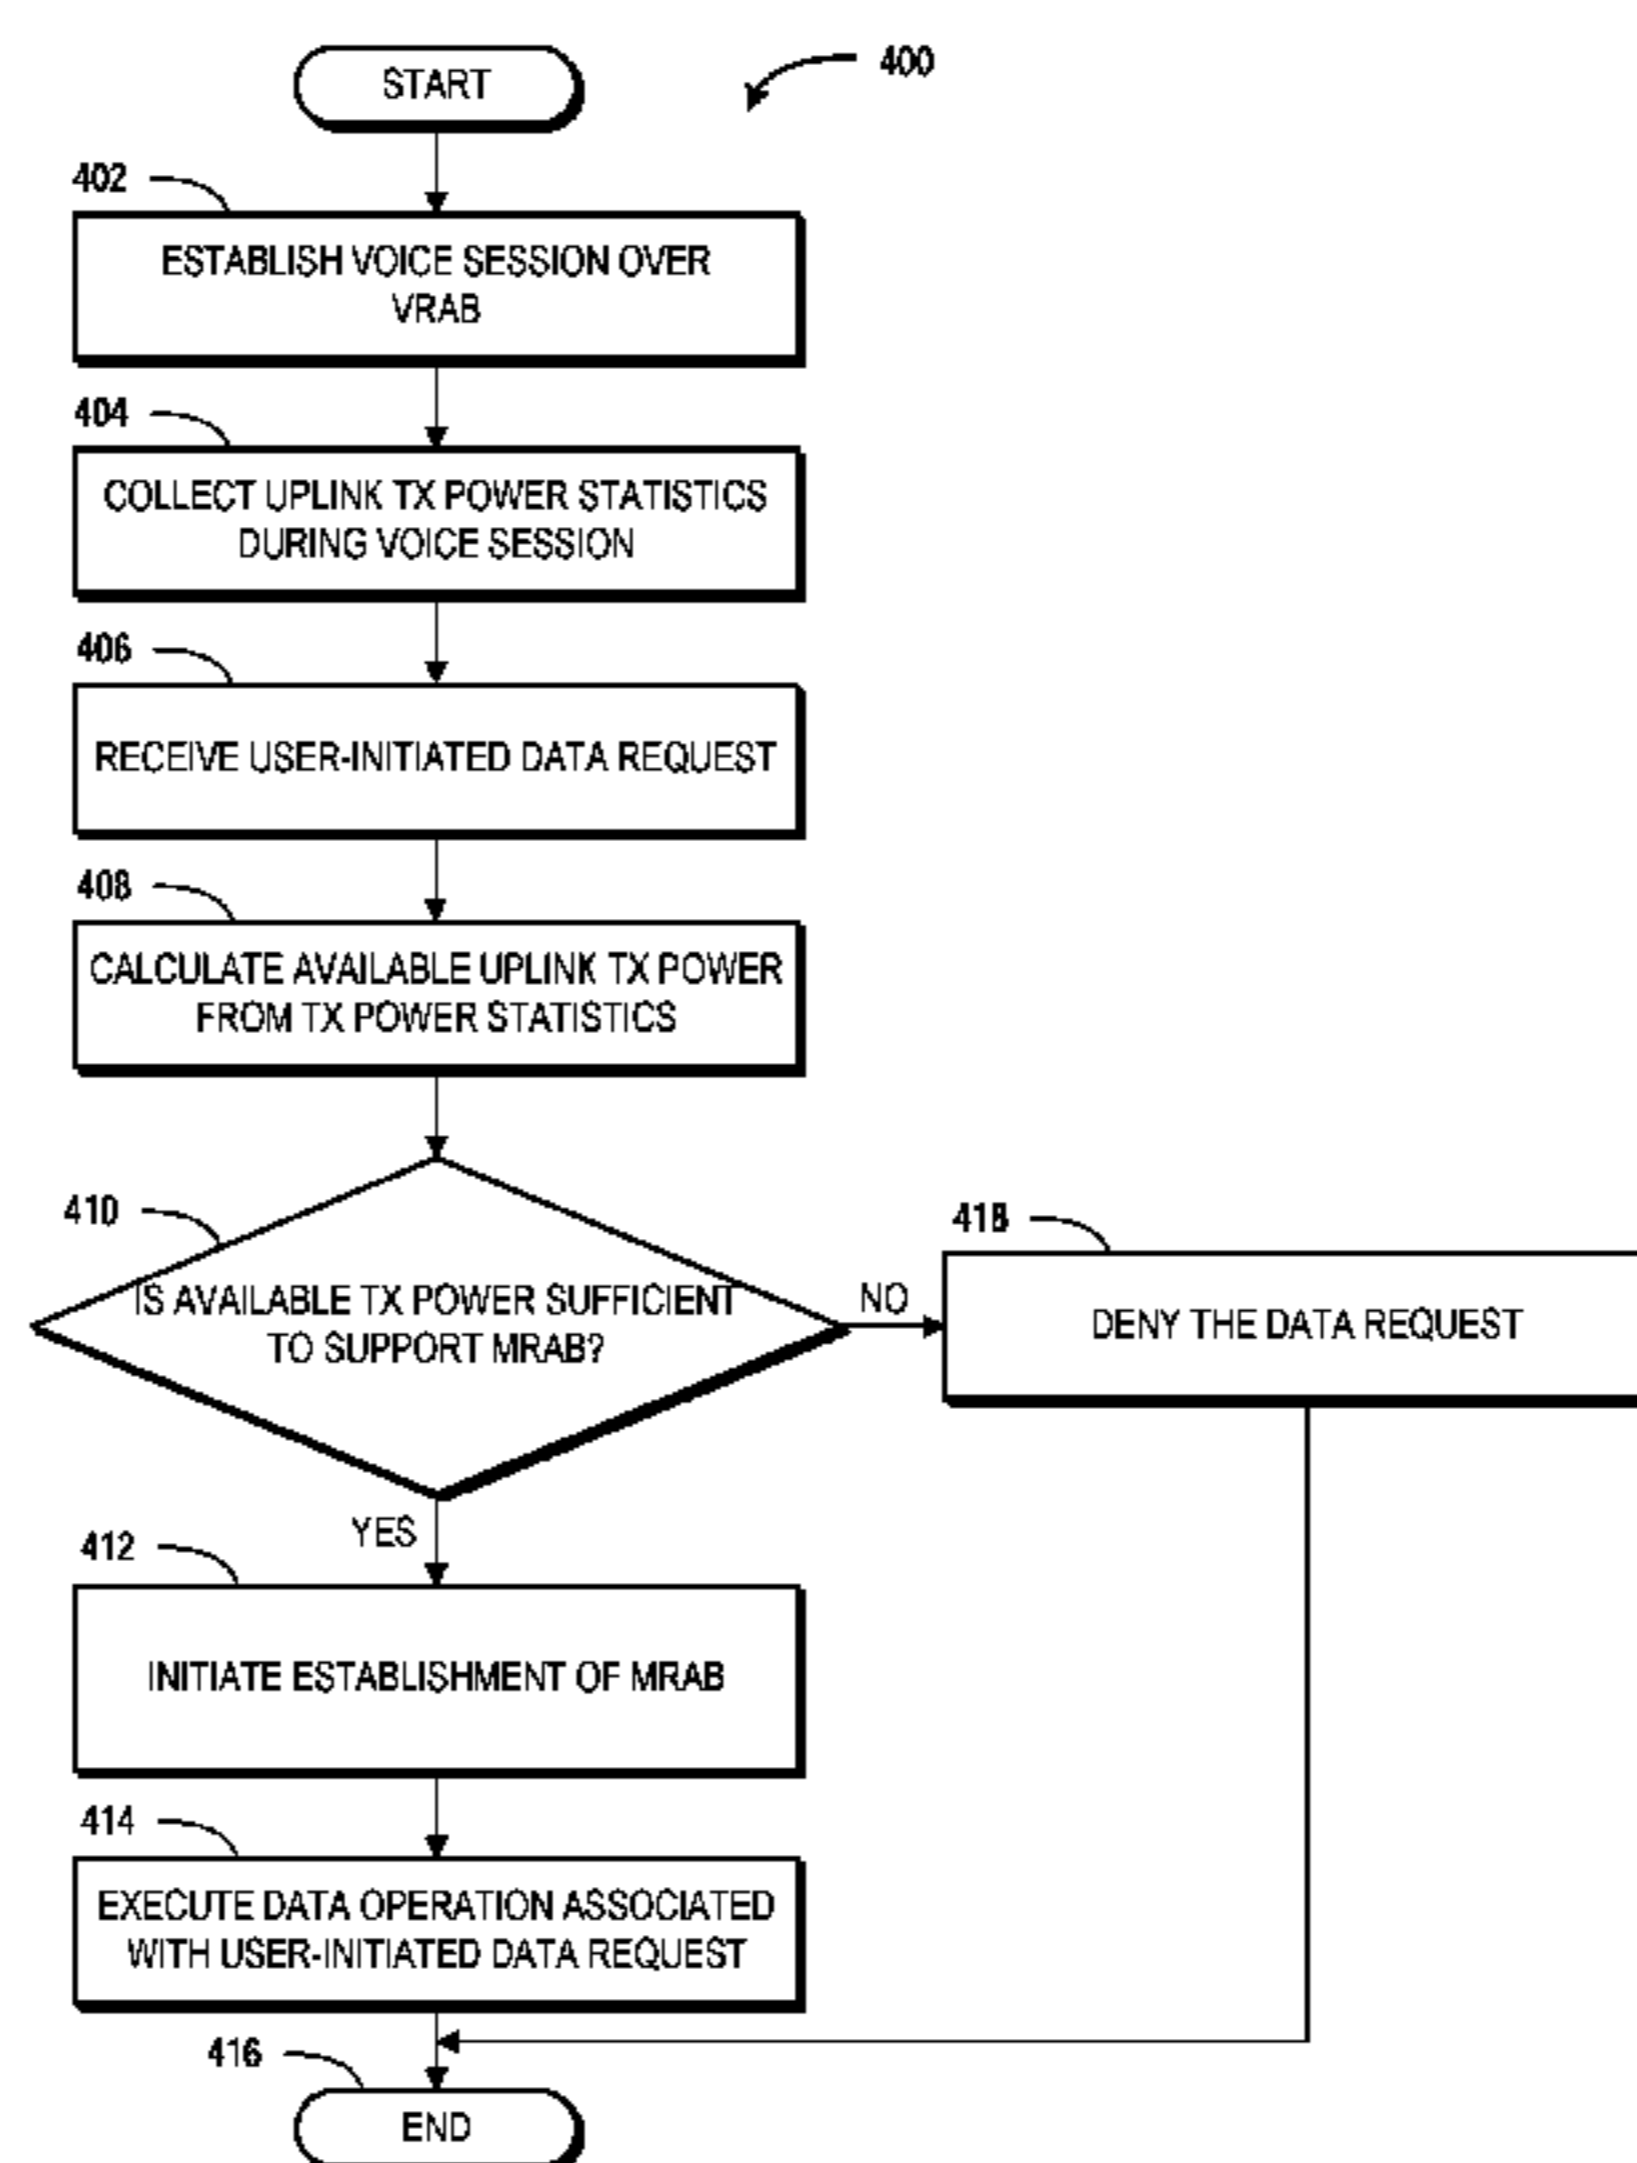 START
400
402
ESTABLISH VOICE SESSION OVER
VRAB
404
COLLECT UPLINK TX POWER STATISTICS
DURING VOICE SESSION
406
RECEIVE USER-INITIATED DATA REQUEST
408
CALCULATE AVAILABLE UPLINK TX POWER
FROM TX POWER STATISTICS
410
IS AVAILABLE TX POWER SUFFICIENT
TO SUPPORT MRAB?
NO
418
DENY THE DATA REQUEST
YES
412
INITIATE ESTABLISHMENT OF MRAB
414
EXECUTE DATA OPERATION ASSOCIATED
WITH USER-INITIATED DATA REQUEST
416
END